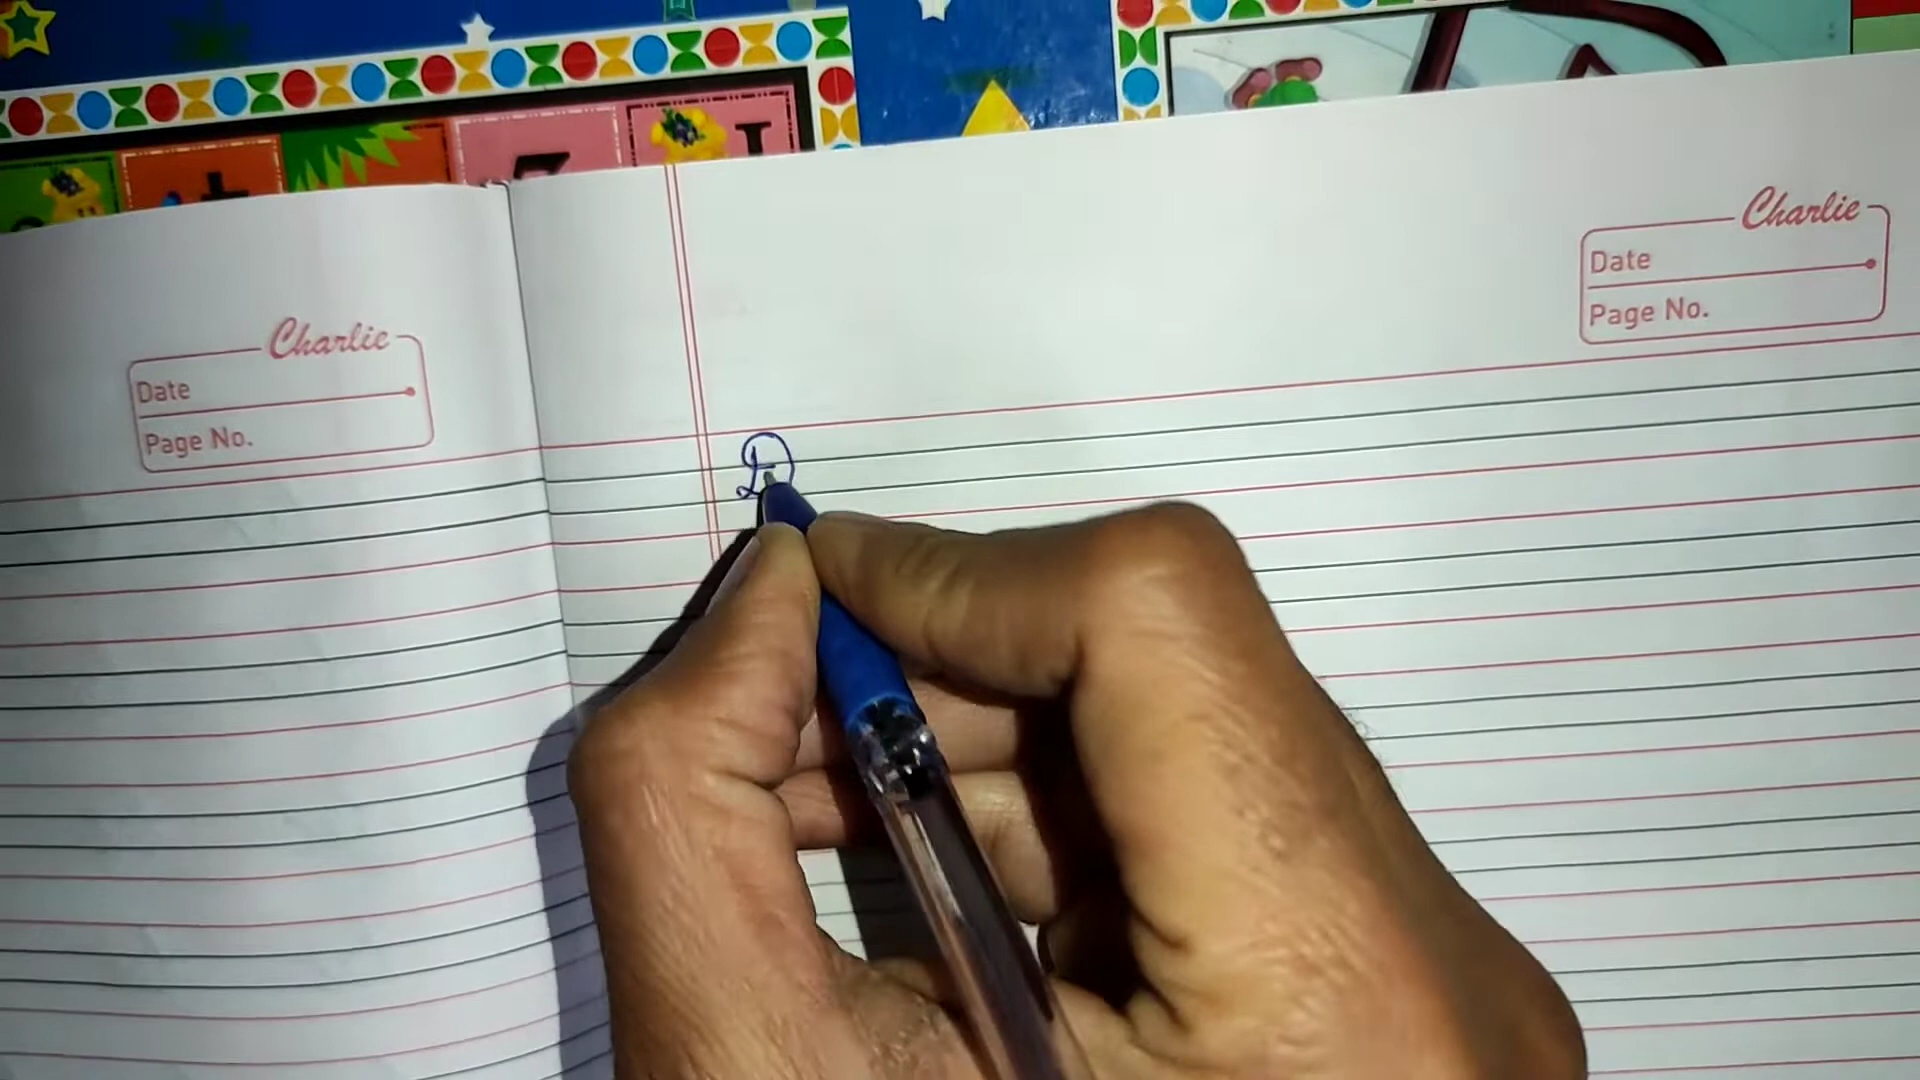 Charlie
Date
Page No.
Charlie
Date
Page No.